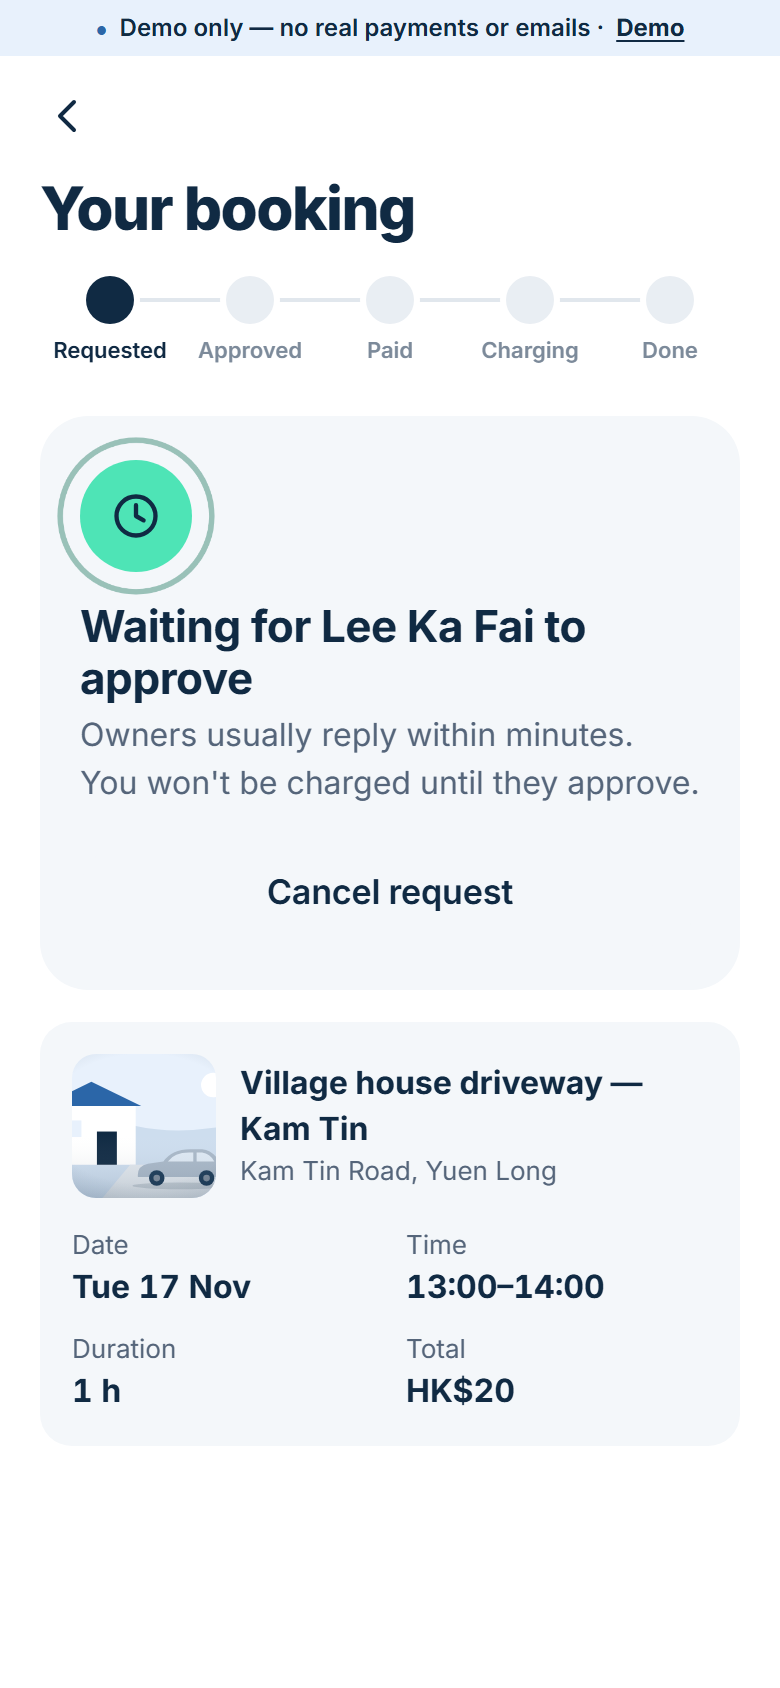 Demo only — no real payments or emails · Demo
Your booking
Requested Approved Paid Charging Done
Waiting for Lee Ka Fai to
approve
Owners usually reply within minutes.
You won't be charged until they approve.
Cancel request
Village house driveway —
Kam Tin
Kam Tin Road, Yuen Long
Date Time
Tue 17 Nov 13:00–14:00
Duration Total
1 h HK$20